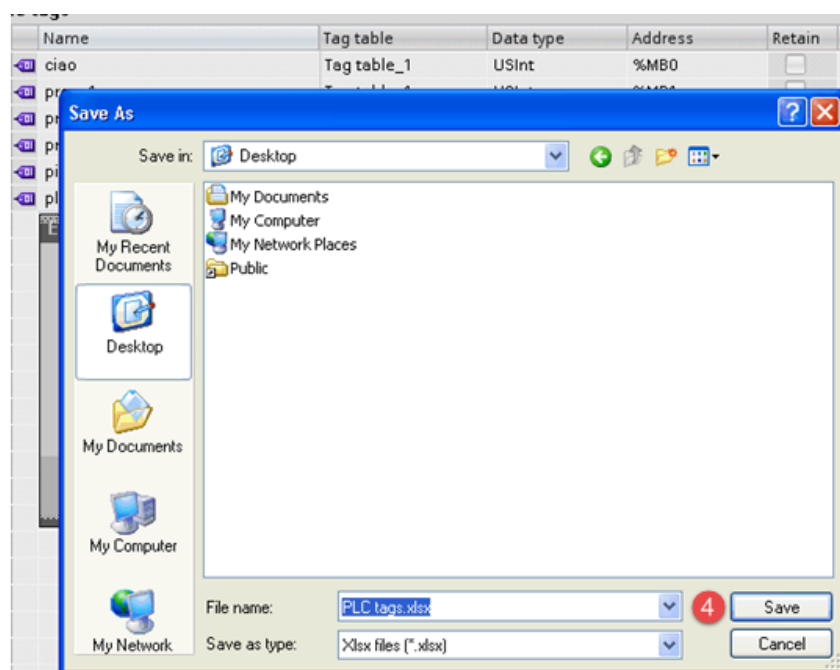 Name Tag table Data type Address Retain
ciao Tag_table_1 USInt %MB0
Save As
Save in: Desktop
My Documents
My Computer
My Network Places
Public
My Recent
Documents
Desktop
My Documents
My Computer
My Network
File name: PLC tags.xlsx 4 Save
Save as type: Xlsx files (*.xlsx) Cancel